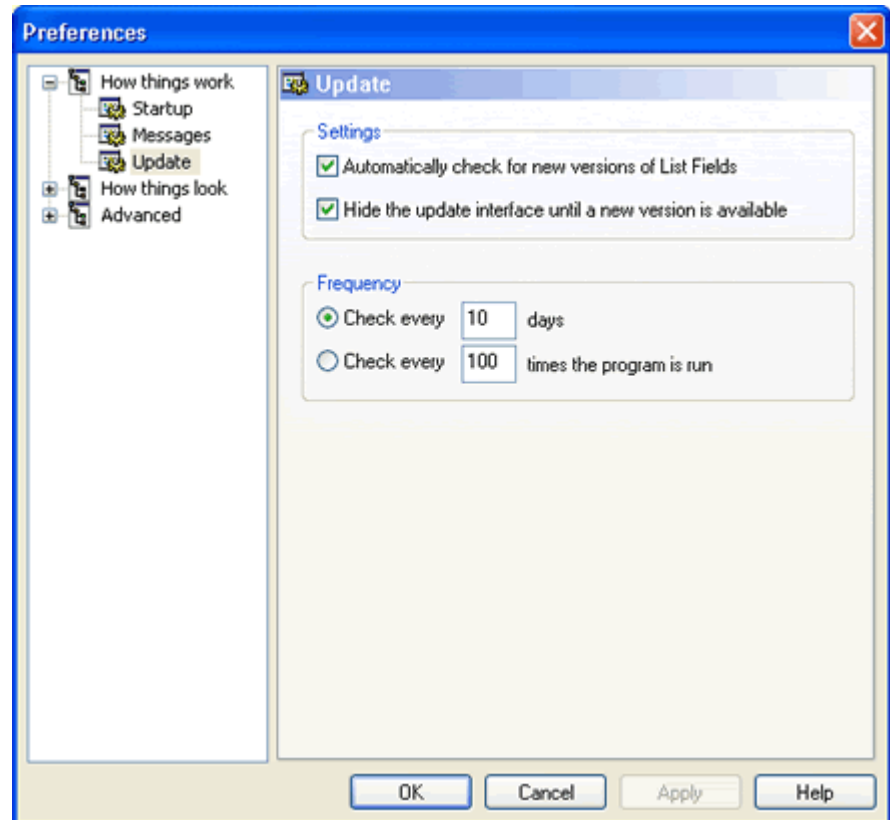 Preferences
How things work
Startup
Messages
Update
How things look
Advanced
Update
Settings
Automatically check for new versions of List Fields
Hide the update interface until a new version is available
Frequency
Check every 10 days
Check every 100 times the program is run
OK Cancel Apply Help